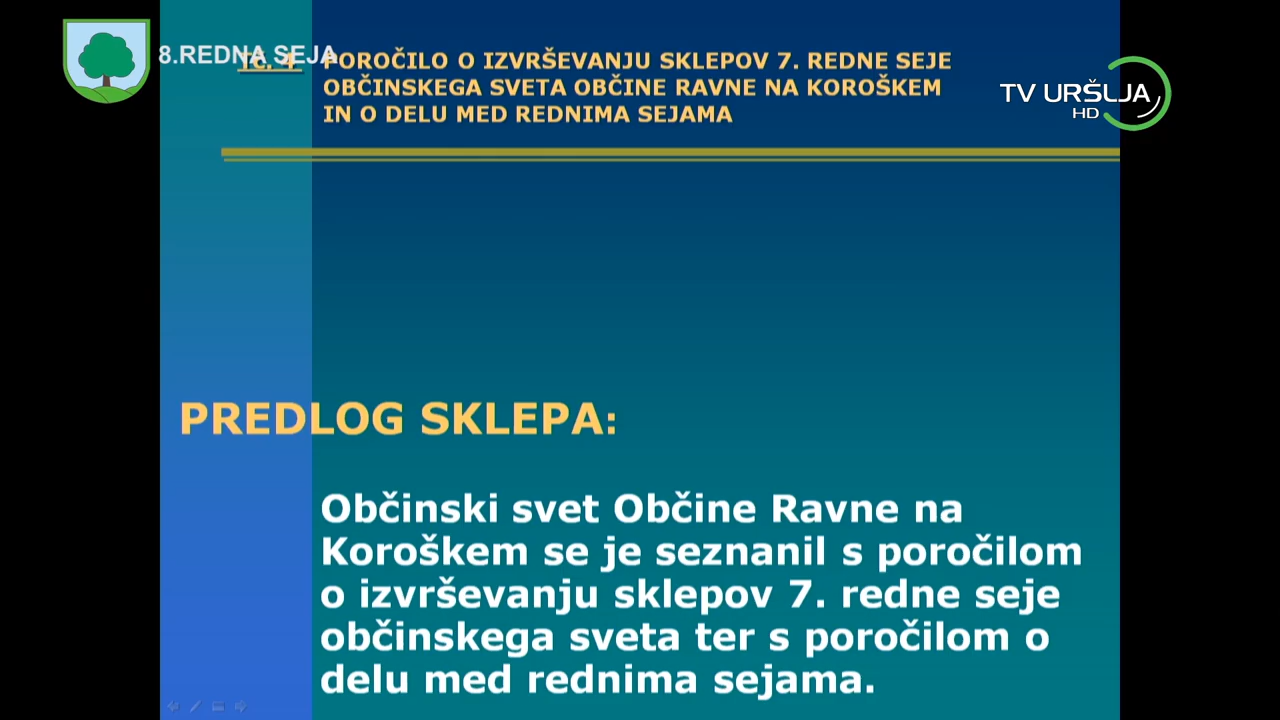 8.REDNA SEJA
Tč. 4 POROČILO O IZVRŠEVANJU SKLEPOV 7. REDNE SEJE
OBČINSKEGA SVETA OBČINE RAVNE NA KOROŠKEM
IN O DELU MED REDNIMA SEJAMA
TV URŠLJA
HD
PREDLOG SKLEPA:
Občinski svet Občine Ravne na
Koroškem se je seznanil s poročilom
o izvrševanju sklepov 7. redne seje
občinskega sveta ter s poročilom o
delu med rednima sejama.